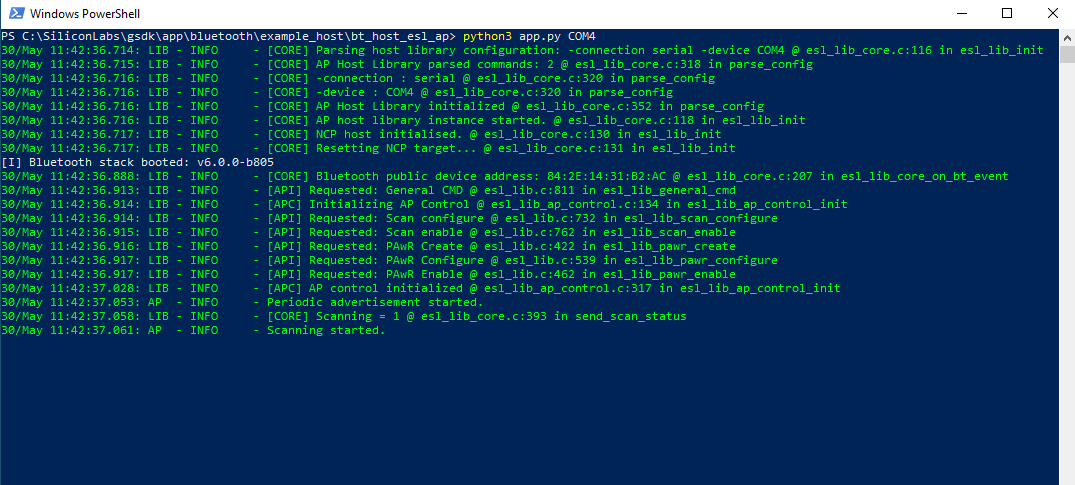 Windows PowerShell
PS C:\SiliconLabs\gsdk\app\bluetooth\example_host\bt_host_esl_ap> python3 app.py COM4
30/May 11:42:36.714: LIB - INFO     - [CORE] Parsing host library configuration: -connection serial -device COM4 @ esl_lib_core.c:116 in esl_lib_init
30/May 11:42:36.715: LIB - INFO     - [CORE] AP Host Library parsed commands: 2 @ esl_lib_core.c:318 in parse_config
30/May 11:42:36.716: LIB - INFO     - [CORE] -connection : serial @ esl_lib_core.c:320 in parse_config
30/May 11:42:36.716: LIB - INFO     - [CORE] -device : COM4 @ esl_lib_core.c:320 in parse_config
30/May 11:42:36.716: LIB - INFO     - [CORE] AP Host Library initialized @ esl_lib_core.c:352 in parse_config
30/May 11:42:36.716: LIB - INFO     - [CORE] AP host library instance started. @ esl_lib_core.c:118 in esl_lib_init
30/May 11:42:36.717: LIB - INFO     - [CORE] NCP host initialised. @ esl_lib_core.c:130 in esl_lib_init
30/May 11:42:36.717: LIB - INFO     - [CORE] Resetting NCP target... @ esl_lib_core.c:131 in esl_lib_init
[I] Bluetooth stack booted: v6.0.0-b805
30/May 11:42:36.888: LIB - INFO     - [CORE] Bluetooth public device address: 84:2E:14:31:B2:AC @ esl_lib_core.c:207 in esl_lib_core_on_bt_event
30/May 11:42:36.913: LIB - INFO     - [API] Requested: General CMD @ esl_lib.c:811 in esl_lib_general_cmd
30/May 11:42:36.914: LIB - INFO     - [APC] Initializing AP Control @ esl_lib_ap_control.c:134 in esl_lib_ap_control_init
30/May 11:42:36.914: LIB - INFO     - [API] Requested: Scan configure @ esl_lib.c:732 in esl_lib_scan_configure
30/May 11:42:36.915: LIB - INFO     - [API] Requested: Scan enable @ esl_lib.c:762 in esl_lib_scan_enable
30/May 11:42:36.916: LIB - INFO     - [API] Requested: PAwR Create @ esl_lib.c:422 in esl_lib_pawr_create
30/May 11:42:36.917: LIB - INFO     - [API] Requested: PAwR Configure @ esl_lib.c:539 in esl_lib_pawr_configure
30/May 11:42:36.917: LIB - INFO     - [API] Requested: PAwR Enable @ esl_lib.c:462 in esl_lib_pawr_enable
30/May 11:42:37.028: LIB - INFO     - [APC] AP control initialized @ esl_lib_ap_control.c:317 in esl_lib_ap_control_init
30/May 11:42:37.053: AP  - INFO     - Periodic advertisement started.
30/May 11:42:37.058: LIB - INFO     - [CORE] Scanning = 1 @ esl_lib_core.c:393 in send_scan_status
30/May 11:42:37.061: AP  - INFO     - Scanning started.